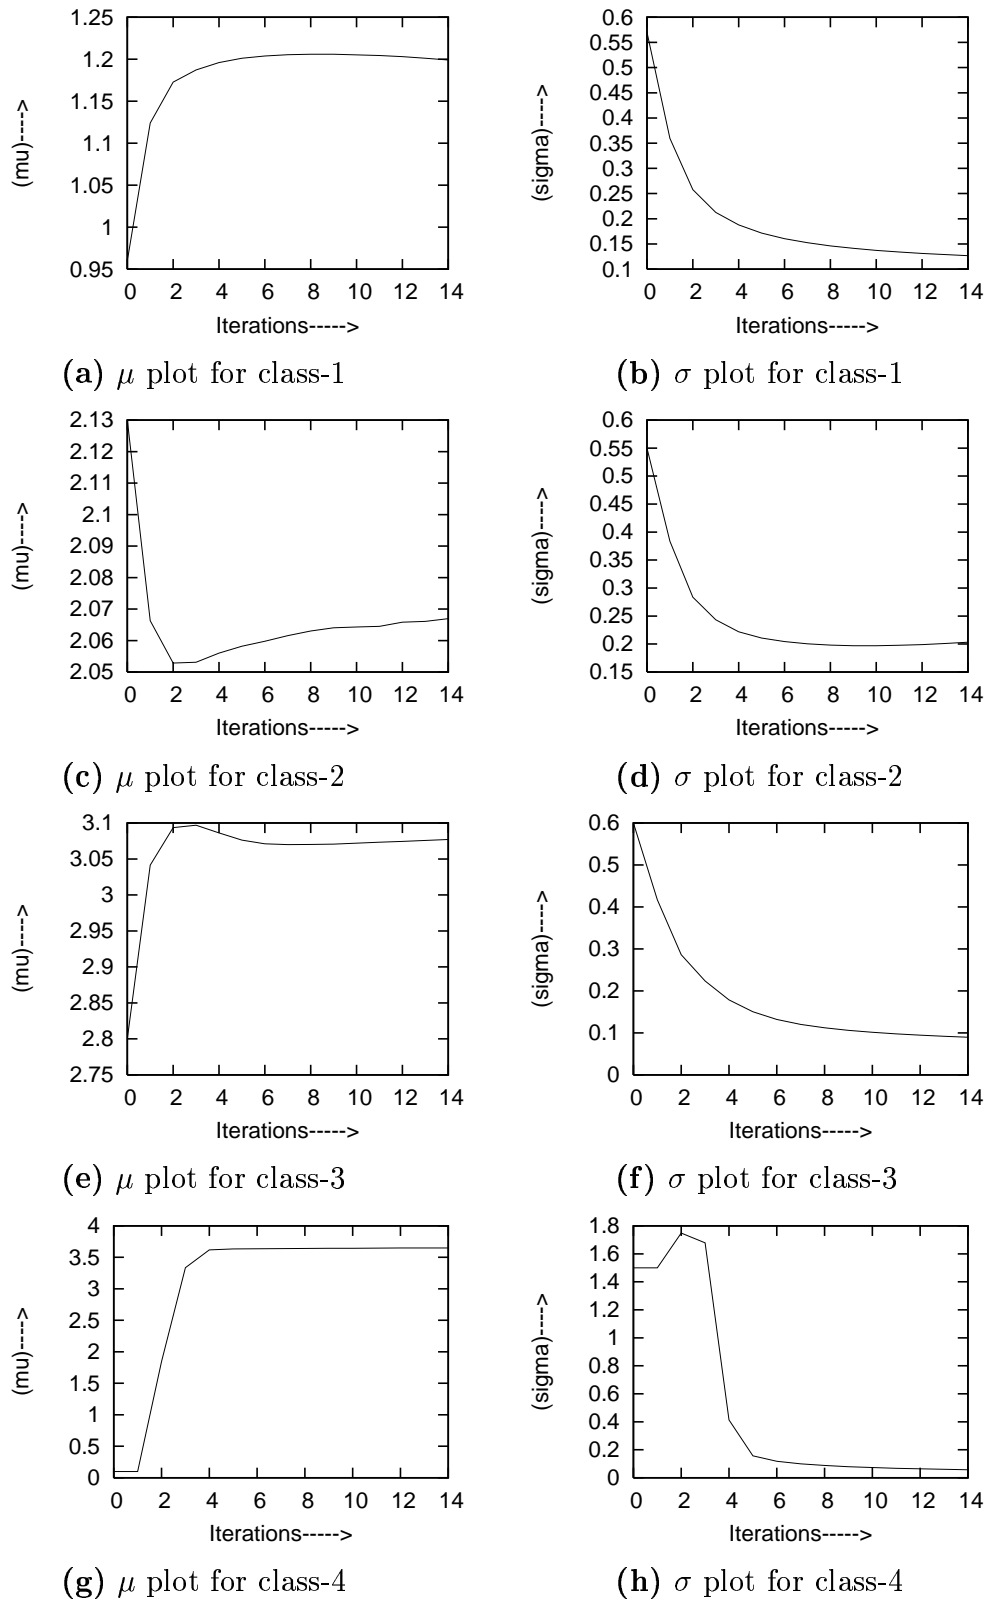 1.25
1.2
1.15
1.1
1.05
1
0.95
(mu)---->
0 2 4 6 8 10 12 14
Iterations----->
(a) μ plot for class-1
0.6
0.55
0.5
0.45
0.4
0.35
0.3
0.25
0.2
0.15
0.1
(sigma)---->
0 2 4 6 8 10 12 14
Iterations----->
(b) σ plot for class-1
2.13
2.12
2.11
2.1
2.09
2.08
2.07
2.06
2.05
(mu)---->
0 2 4 6 8 10 12 14
Iterations----->
(c) μ plot for class-2
0.6
0.55
0.5
0.45
0.4
0.35
0.3
0.25
0.2
0.15
(sigma)---->
0 2 4 6 8 10 12 14
Iterations----->
(d) σ plot for class-2
3.1
3.05
3
2.95
2.9
2.85
2.8
2.75
(mu)---->
0 2 4 6 8 10 12 14
Iterations----->
(e) μ plot for class-3
0.6
0.5
0.4
0.3
0.2
0.1
0
(sigma)---->
0 2 4 6 8 10 12 14
Iterations----->
(f) σ plot for class-3
4
3.5
3
2.5
2
1.5
1
0.5
0
(mu)---->
0 2 4 6 8 10 12 14
Iterations----->
(g) μ plot for class-4
1.8
1.6
1.4
1.2
1
0.8
0.6
0.4
0.2
0
(sigma)---->
0 2 4 6 8 10 12 14
Iterations----->
(h) σ plot for class-4